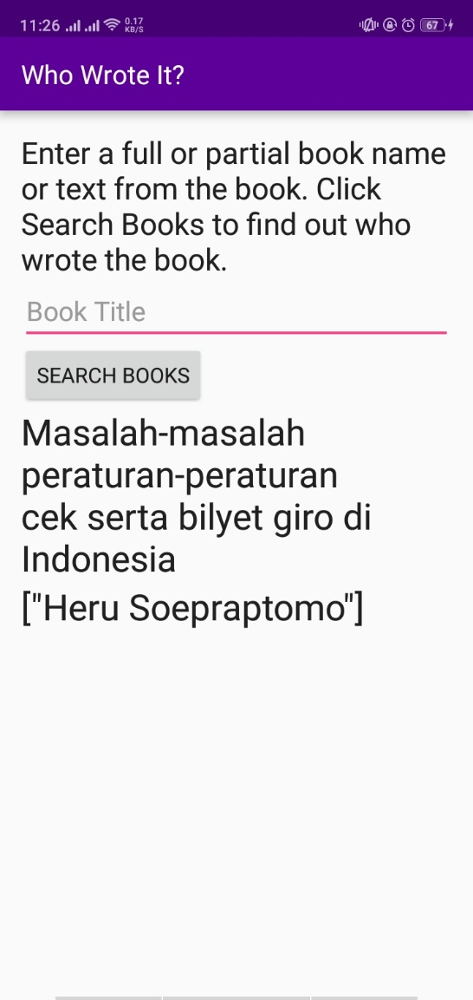 11:26 0.17 KB/S 67
Who Wrote It?
Enter a full or partial book name
or text from the book. Click
Search Books to find out who
wrote the book.
Book Title
SEARCH BOOKS
Masalah-masalah
peraturan-peraturan
cek serta bilyet giro di
Indonesia
["Heru Soepraptomo"]